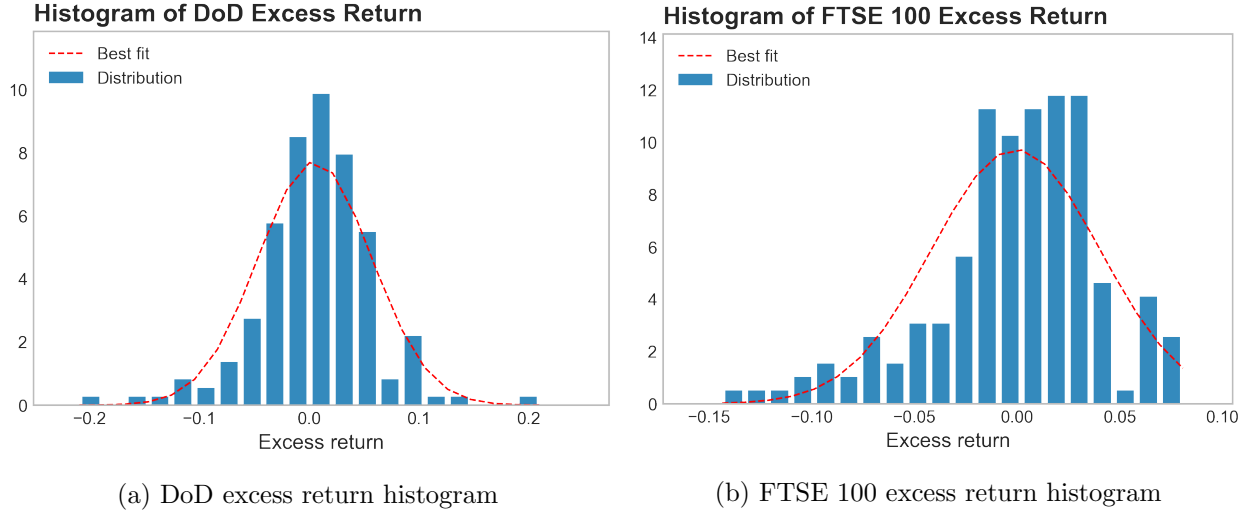 Histogram of DoD Excess Return
Best fit
Distribution
10
8
6
4
2
0
−0.2
−0.1
0.0
0.1
0.2
Excess return
(a) DoD excess return histogram
Histogram of FTSE 100 Excess Return
Best fit
Distribution
14
12
10
8
6
4
2
0
−0.15
−0.10
−0.05
0.00
0.05
0.10
Excess return
(b) FTSE 100 excess return histogram